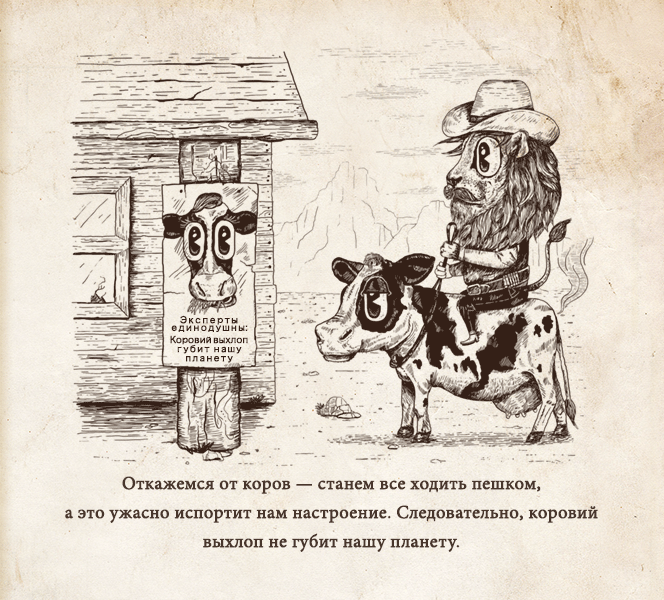 Эксперты
единодушны:
Коровий выхлоп
губит нашу
планету
Откажемся от коров — станем все ходить пешком,
а это ужасно испортит нам настроение. Следовательно, коровий
выхлоп не губит нашу планету.